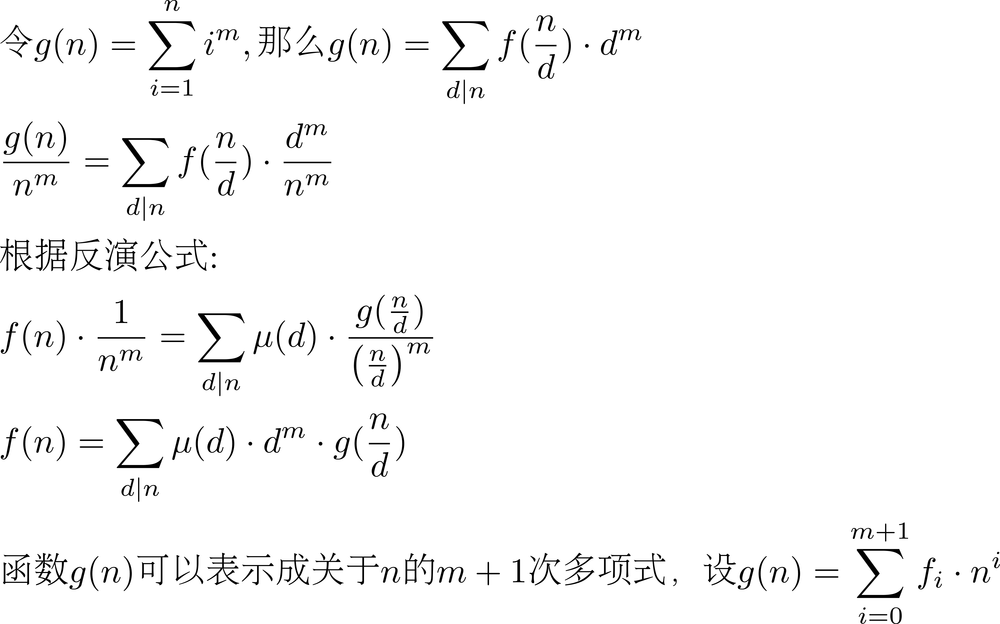 令$g(n)=\sum_{i=1}^{n}i^m$,那么$g(n)=\sum_{d|n}f(\frac{n}{d})\cdot d^m$
$\frac{g(n)}{n^m}=\sum_{d|n}f(\frac{n}{d})\cdot\frac{d^m}{n^m}$
根据反演公式:
$f(n)\cdot\frac{1}{n^m}=\sum_{d|n}\mu(d)\cdot\frac{g(\frac{n}{d})}{(\frac{n}{d})^m}$
$f(n)=\sum_{d|n}\mu(d)\cdot d^m\cdot g(\frac{n}{d})$
函数$g(n)$可以表示成关于$n$的$m+1$次多项式，设$g(n)=\sum_{i=0}^{m+1}f_i\cdot n^i$